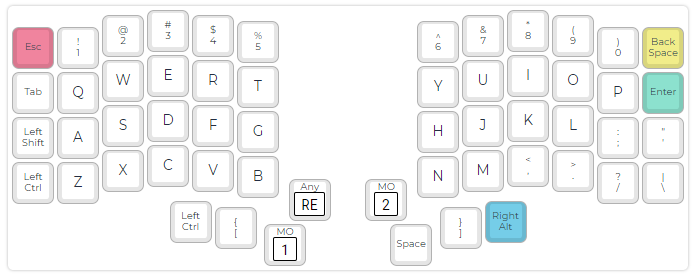 Esc
!
1
@
2
#
3
$
4
%
5
^
6
&
7
*
8
(
9
)
0
Back
Space
Tab
Q
W
E
R
T
Y
U
I
O
P
Enter
Left
Shift
A
S
D
F
G
H
J
K
L
:
;
"
'
Left
Ctrl
Z
X
C
V
B
N
M
<
,
>
.
?
/
|
\
Any
RE
MO
2
Left
Ctrl
{
[
MO
1
Space
}
]
Right
Alt